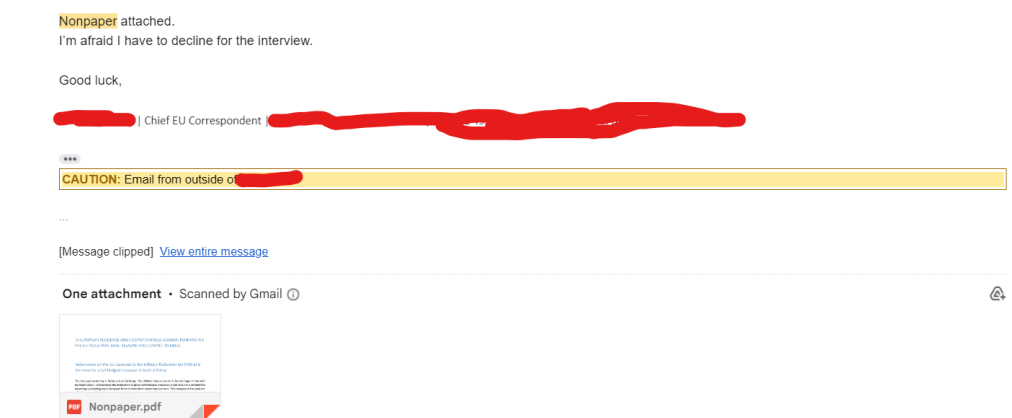 Nonpaper attached.
I'm afraid I have to decline for the interview.
Good luck,
| Chief EU Correspondent |
CAUTION: Email from outside of
...
[Message clipped] View entire message
One attachment • Scanned by Gmail
PDF Nonpaper.pdf